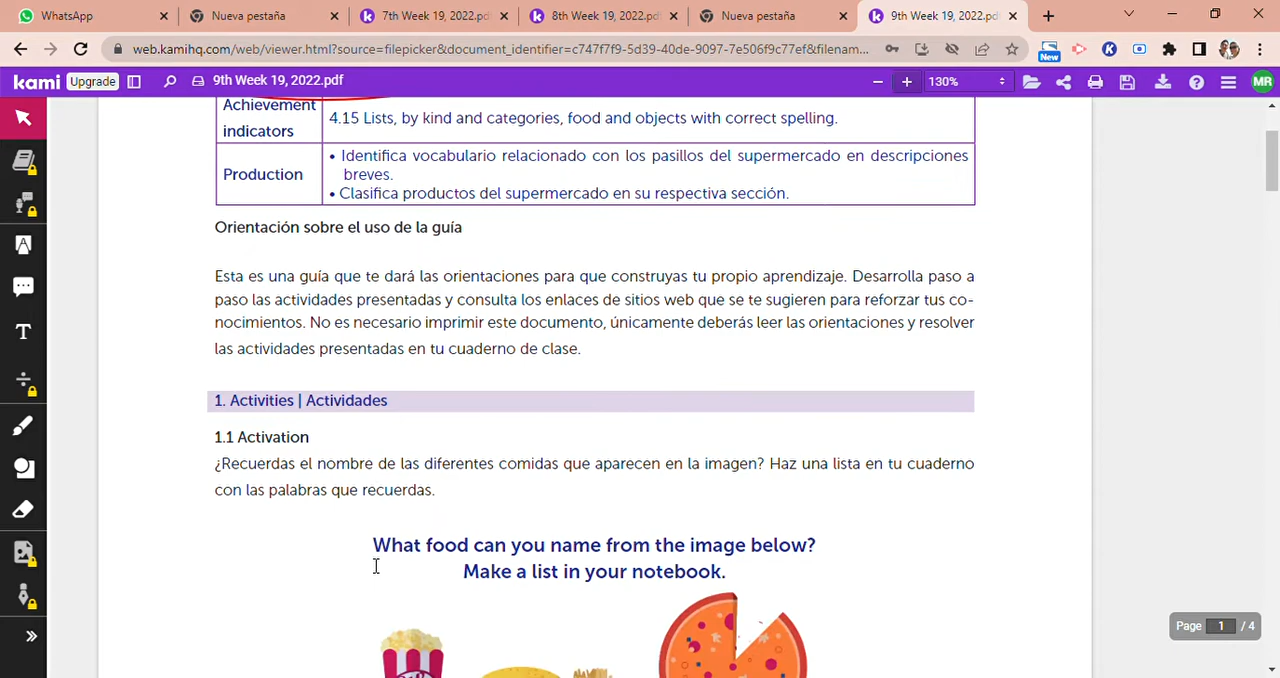 WhatsApp
Nueva pestaña
7th Week 19, 2022.pd
8th Week 19, 2022.pd
Nueva pestaña
9th Week 19, 2022.pd
web.kamihq.com/web/viewer.html?source=filepicker&document_identifier=c747f7f9-5d39-40de-9097-7e506f9c77ef&filenam...
New
kami Upgrade 9th Week 19, 2022.pdf 130% MR
Achievement indicators
4.15 Lists, by kind and categories, food and objects with correct spelling.
Production
• Identifica vocabulario relacionado con los pasillos del supermercado en descripciones
breves.
• Clasifica productos del supermercado en su respectiva sección.
Orientación sobre el uso de la guía
Esta es una guía que te dará las orientaciones para que construyas tu propio aprendizaje. Desarrolla paso a
paso las actividades presentadas y consulta los enlaces de sitios web que se te sugieren para reforzar tus co-
nocimientos. No es necesario imprimir este documento, únicamente deberás leer las orientaciones y resolver
las actividades presentadas en tu cuaderno de clase.
1. Activities | Actividades
1.1 Activation
¿Recuerdas el nombre de las diferentes comidas que aparecen en la imagen? Haz una lista en tu cuaderno
con las palabras que recuerdas.
What food can you name from the image below?
Make a list in your notebook.
Page 1 / 4